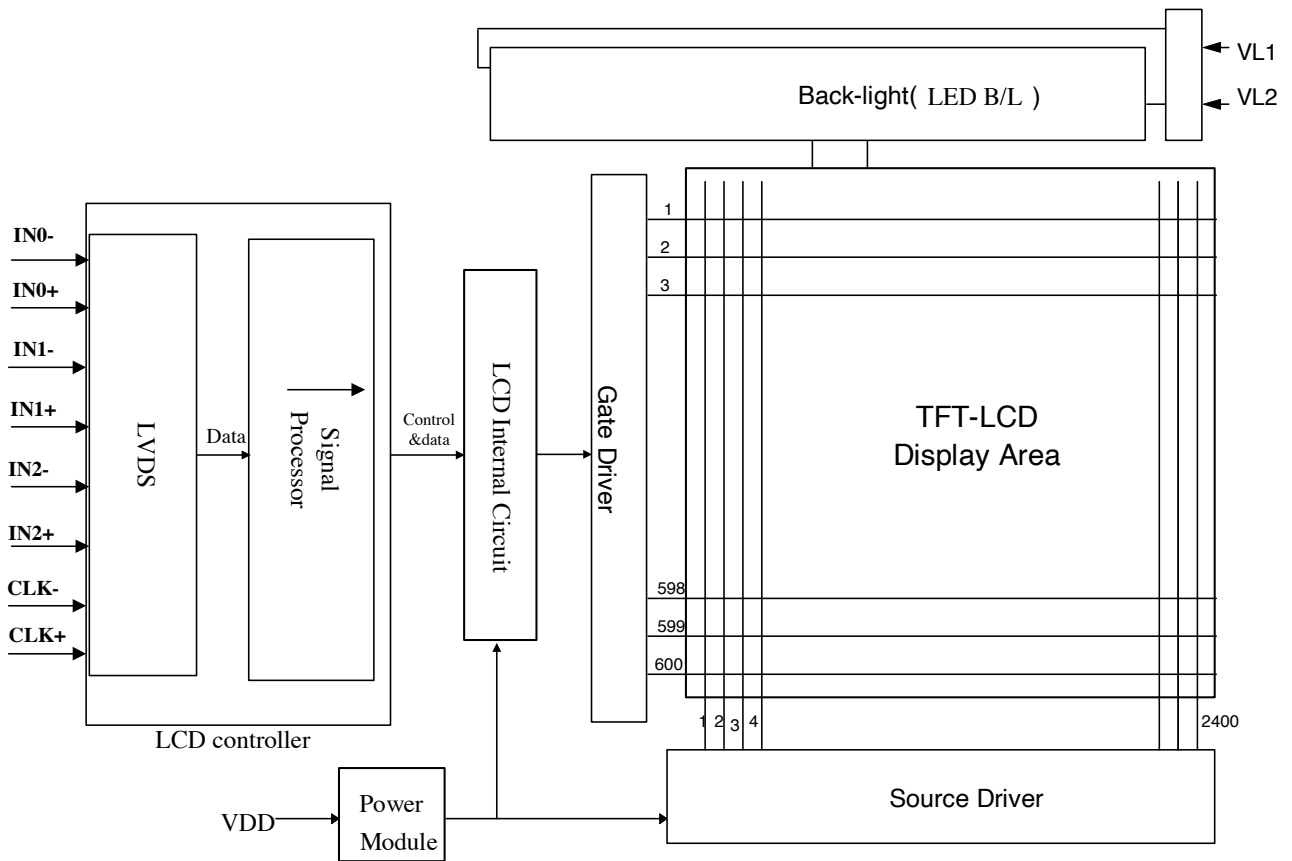 VL1
Back-light( LED B/L )
VL2
IN0-
IN0+
IN1-
IN1+
IN2-
IN2+
CLK-
CLK+
LVDS
Data
Signal
Processor
LCD controller
Control
&data
LCD Internal Circuit
Gate Driver
1
2
3
TFT-LCD
Display Area
598
599
600
1 2 3 4 2400
Source Driver
VDD
Power
Module